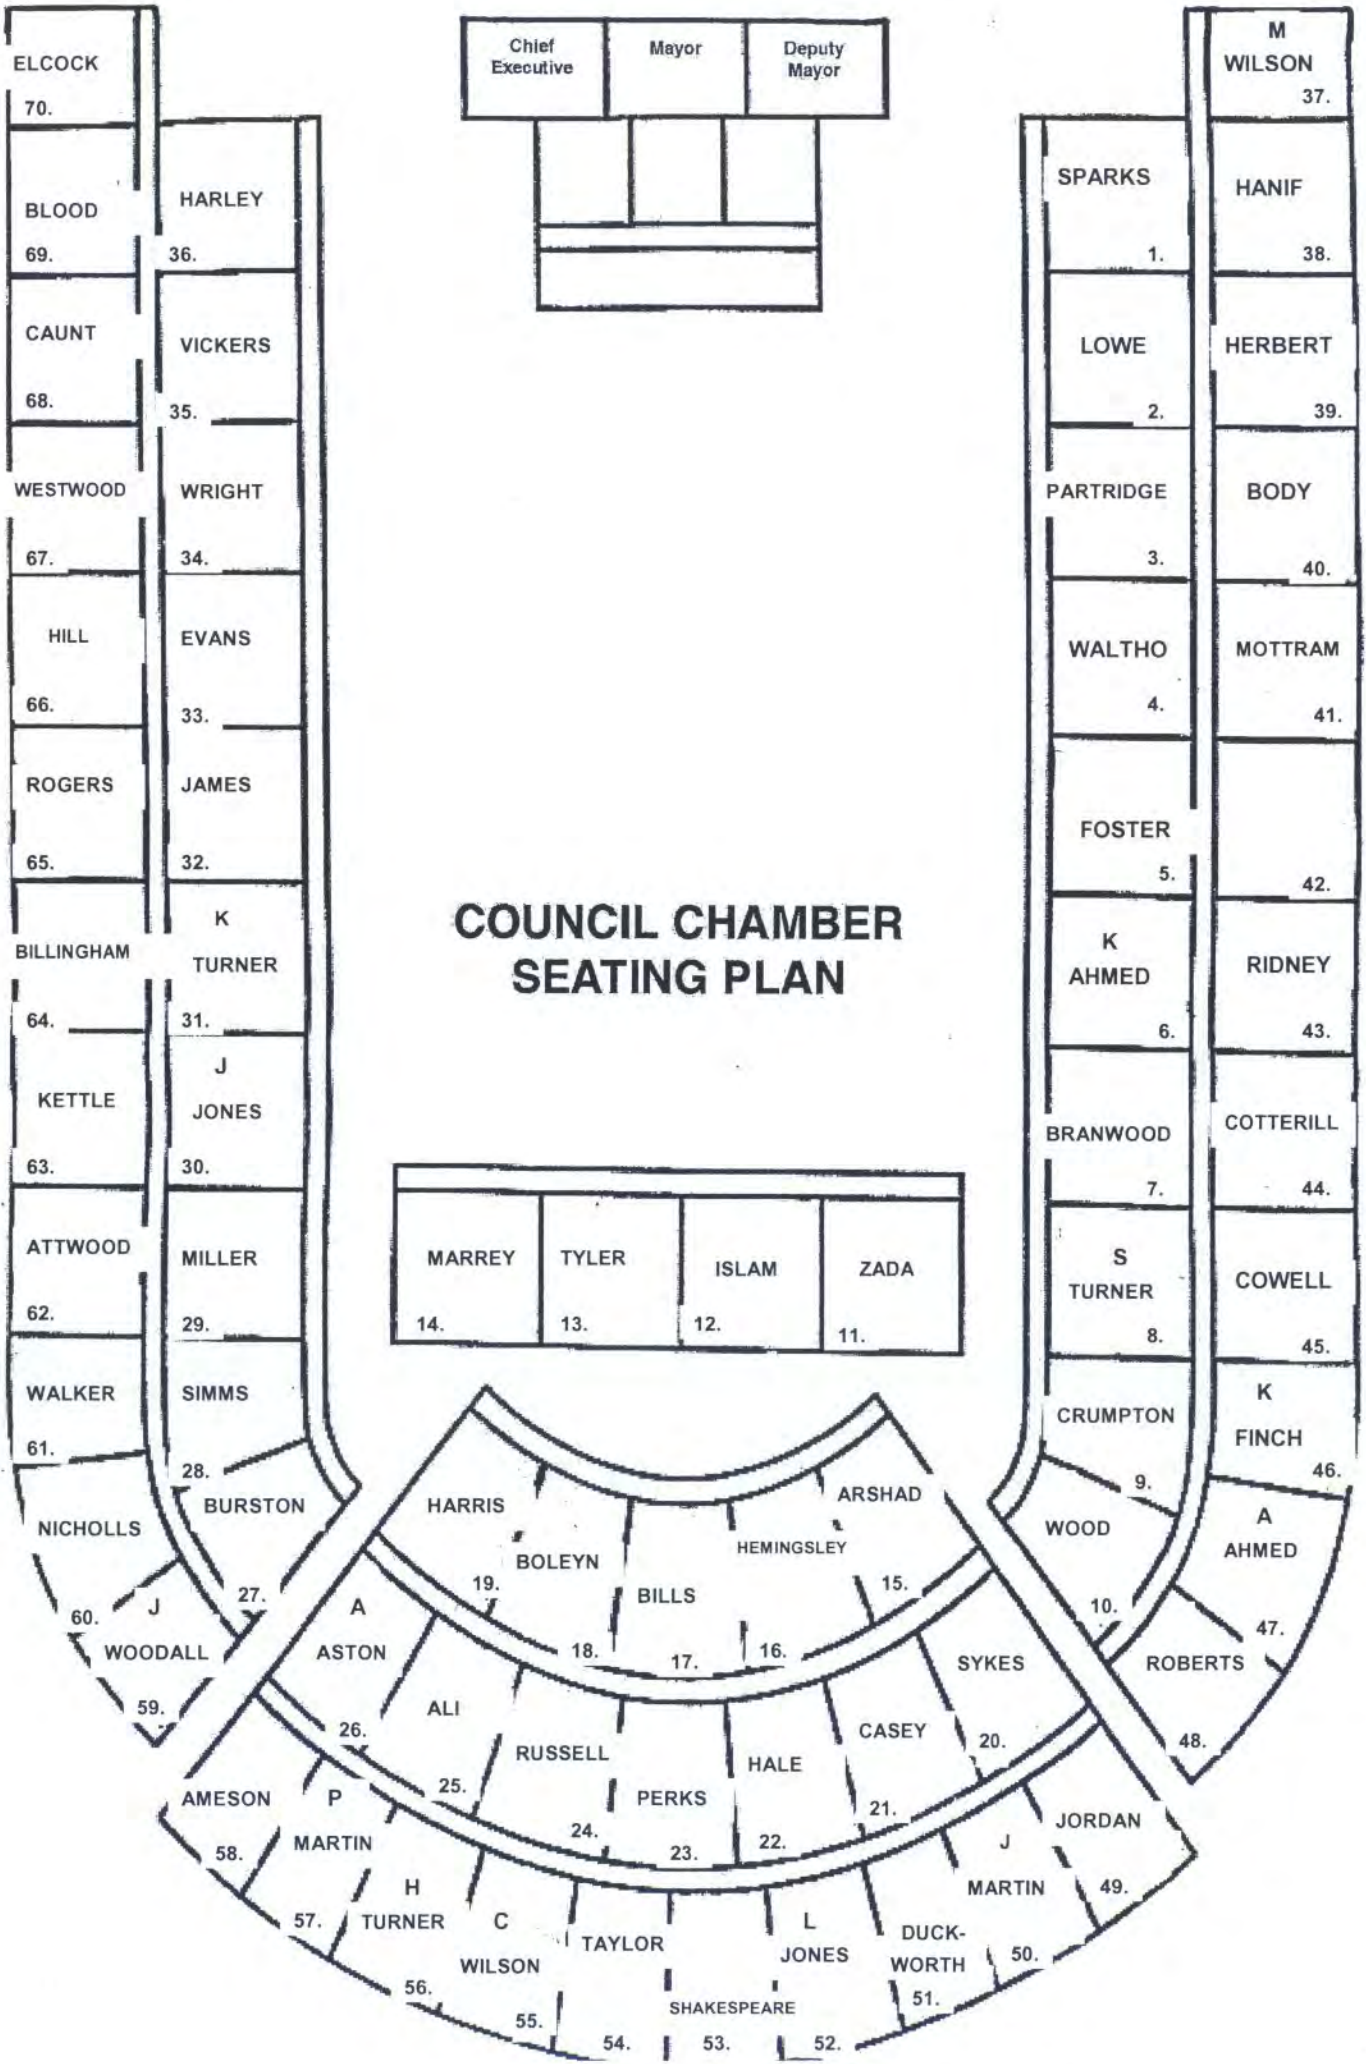 Chief
Executive
Mayor
Deputy
Mayor
COUNCIL CHAMBER
SEATING PLAN
ELCOCK
70.
BLOOD
69.
CAUNT
68.
WESTWOOD
67.
HILL
66.
ROGERS
65.
BILLINGHAM
64.
KETTLE
63.
ATTWOOD
62.
WALKER
61.
NICHOLLS
60.
J
WOODALL
59.
HARLEY
36.
VICKERS
35.
WRIGHT
34.
EVANS
33.
JAMES
32.
K
TURNER
31.
J
JONES
30.
MILLER
29.
SIMMS
28.
BURSTON
27.
MARREY
14.
TYLER
13.
ISLAM
12.
ZADA
11.
HARRIS
19.
BOLEYN
18.
BILLS
17.
HEMINGSLEY
16.
ARSHAD
15.
A
ASTON
26.
ALI
25.
RUSSELL
24.
PERKS
23.
HALE
22.
CASEY
21.
SYKES
20.
AMESON
58.
P
MARTIN
57.
H
TURNER
56.
C
WILSON
55.
TAYLOR
54.
SHAKESPEARE
53.
L
JONES
52.
DUCK-
WORTH
51.
J
MARTIN
50.
JORDAN
49.
SPARKS
1.
LOWE
2.
PARTRIDGE
3.
WALTHO
4.
FOSTER
5.
K
AHMED
6.
BRANWOOD
7.
S
TURNER
8.
CRUMPTON
9.
WOOD
10.
M
WILSON
37.
HANIF
38.
HERBERT
39.
BODY
40.
MOTTRAM
41.
42.
RIDNEY
43.
COTTERILL
44.
COWELL
45.
K
FINCH
46.
A
AHMED
47.
ROBERTS
48.